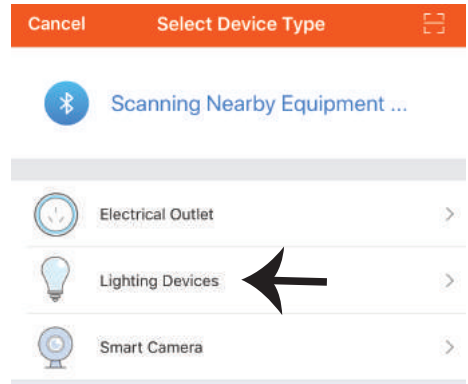 Cancel Select Device Type
Scanning Nearby Equipment ...
Electrical Outlet
Lighting Devices
Smart Camera